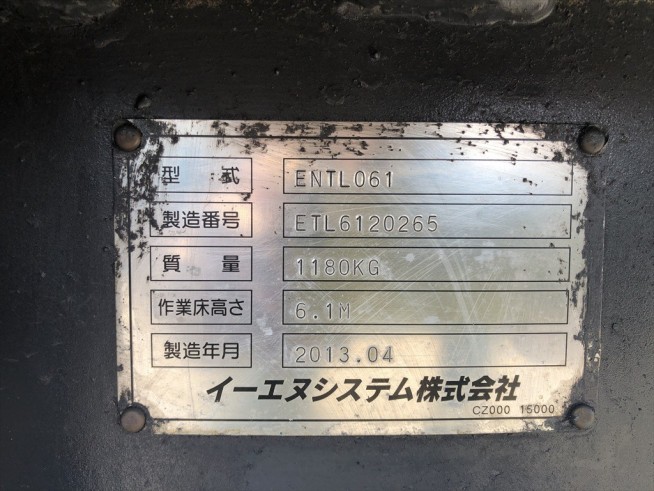 型式 ENTL061
製造番号 ETL6120265
質量 1180KG
作業床高さ 6.1M
製造年月 2013.04
イーエヌシステム株式会社
CZ000 15000